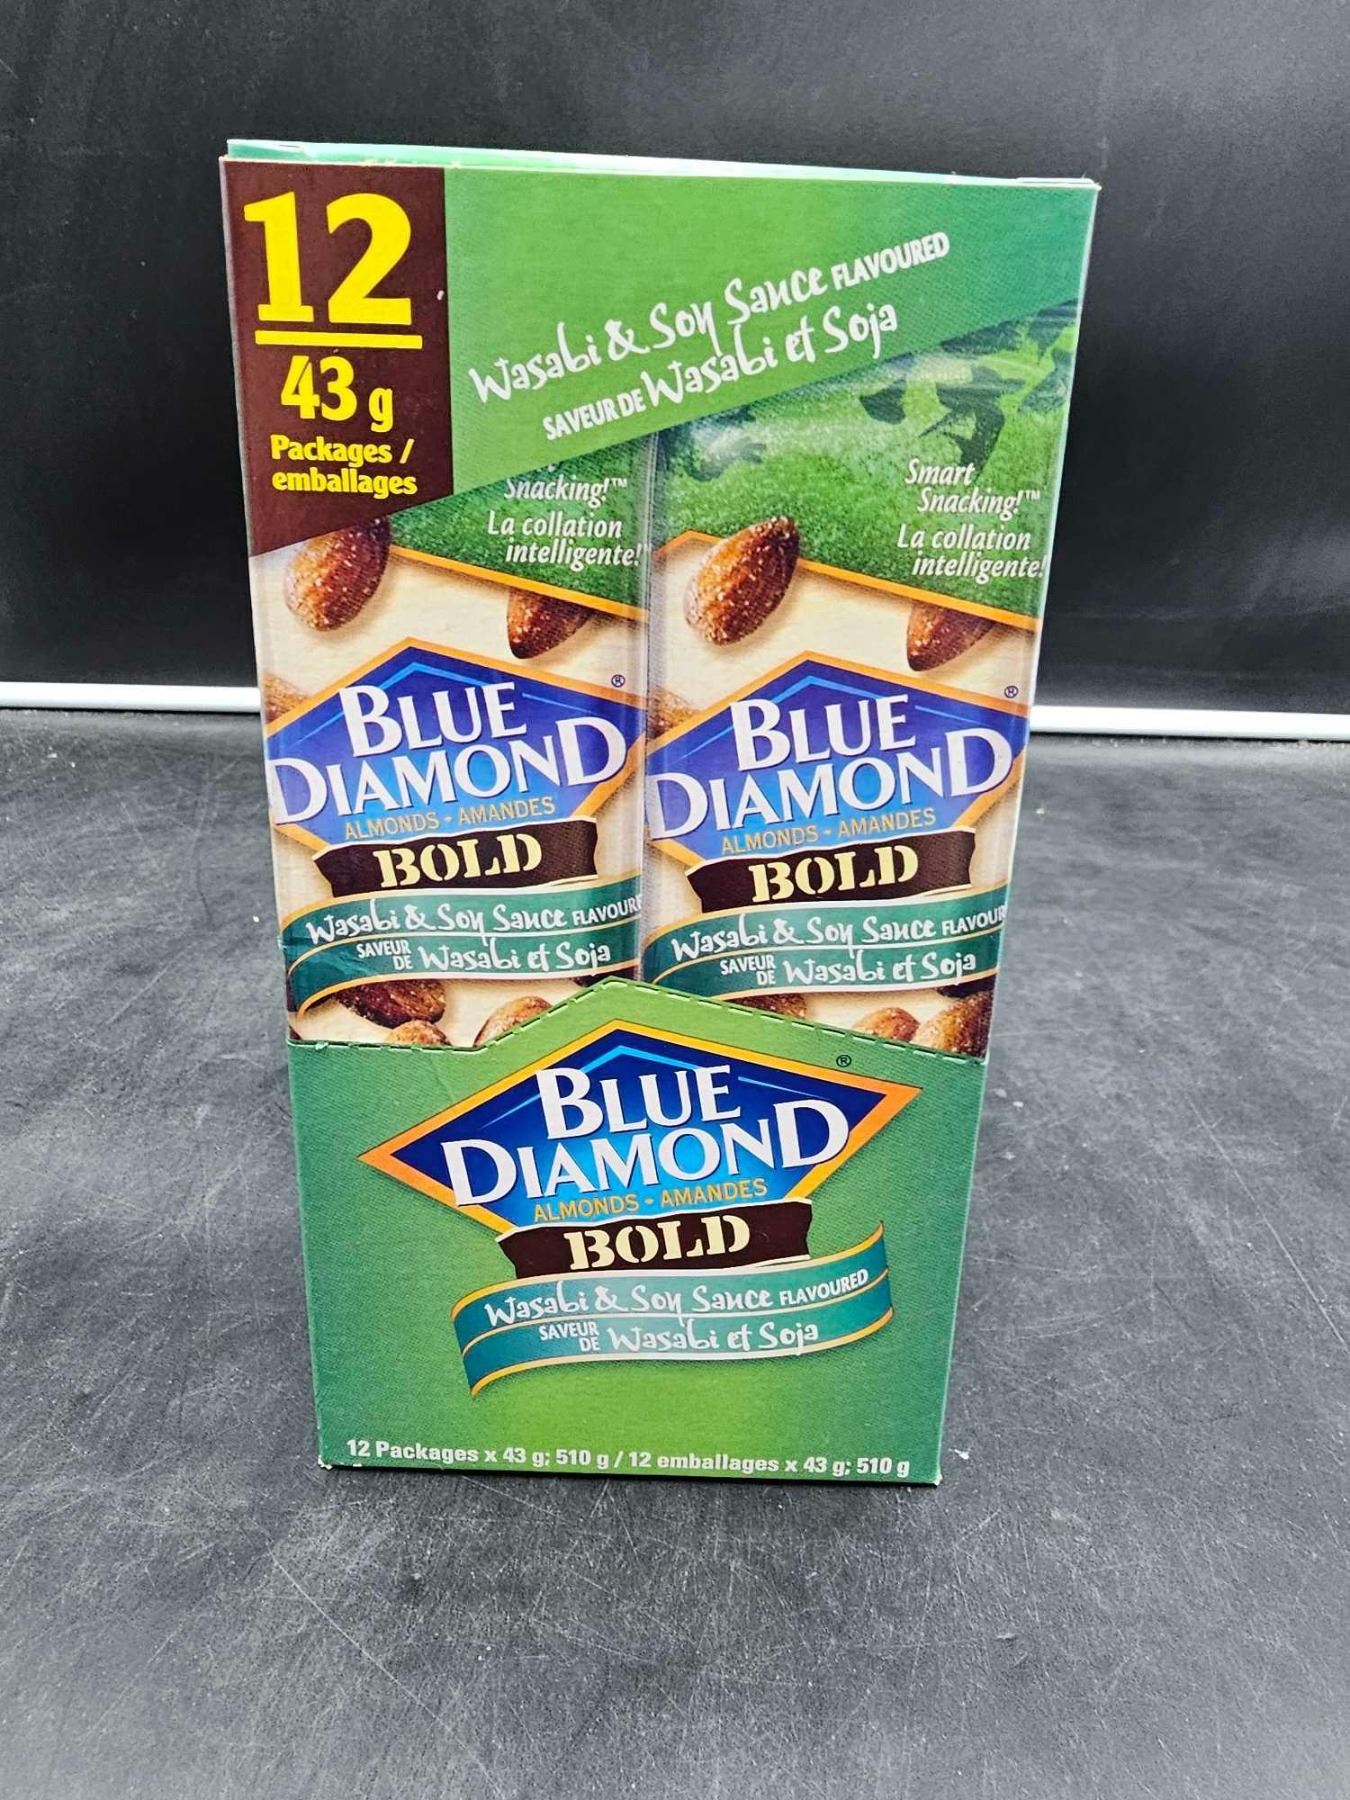 12
43 g
Packages /
emballages
Wasabi & Soy Sauce FLAVOURED
SAVEUR DE Wasabi et Soja
Snacking!™
La collation
intelligente!
Smart
Snacking!™
La collation
intelligente!
BLUE
DIAMOND®
ALMONDS - AMANDES
BOLD
Wasabi & Soy Sauce FLAVOUR
SAVEUR DE Wasabi et Soja
BLUE
DIAMOND®
ALMONDS - AMANDES
BOLD
Wasabi & Soy Sauce FLAVOUR
SAVEUR DE Wasabi et Soja
BLUE
DIAMOND®
ALMONDS - AMANDES
BOLD
Wasabi & Soy Sauce FLAVOURED
SAVEUR DE Wasabi et Soja
12 Packages x 43 g; 510 g / 12 emballages x 43 g; 510 g